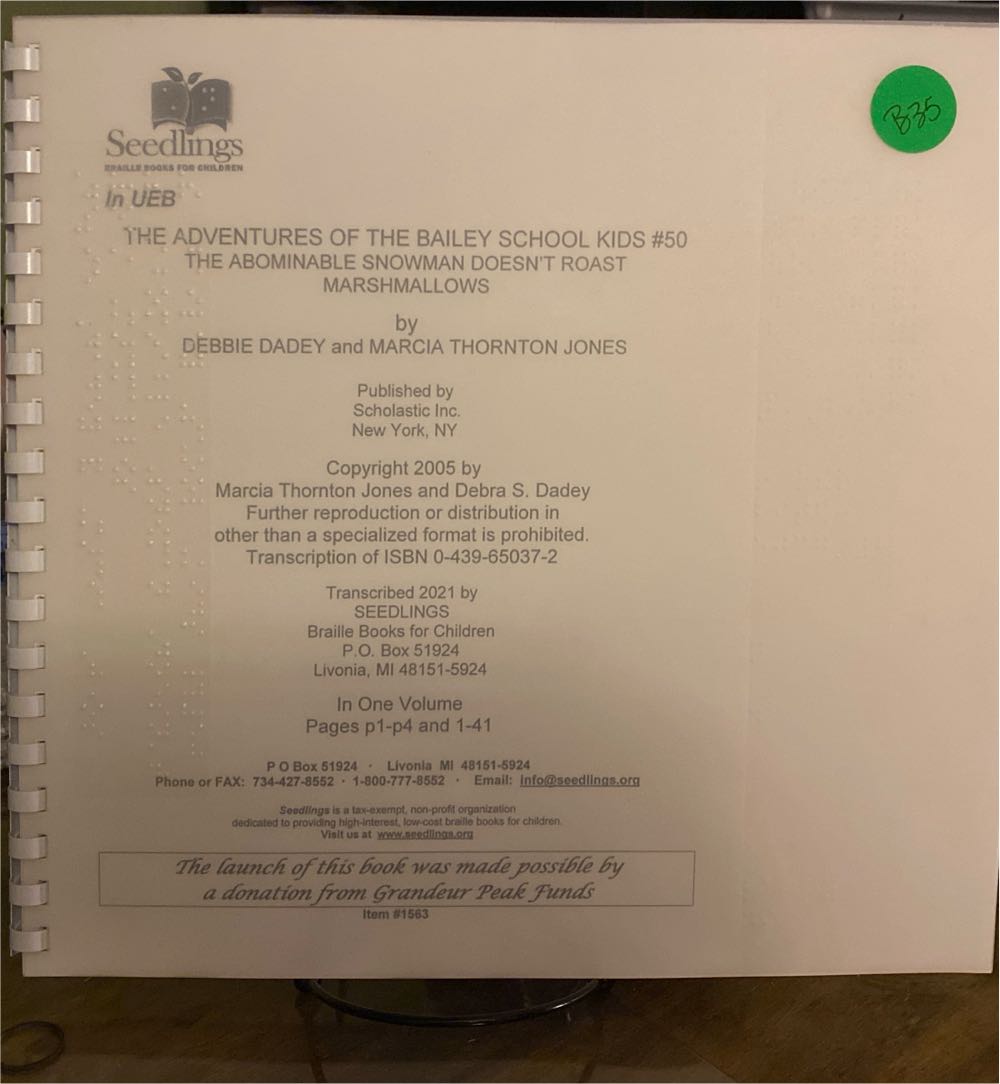 Seedlings
BRAILLE BOOKS FOR CHILDREN
B35
In UEB
THE ADVENTURES OF THE BAILEY SCHOOL KIDS #50
THE ABOMINABLE SNOWMAN DOESN'T ROAST
MARSHMALLOWS
by
DEBBIE DADEY and MARCIA THORNTON JONES
Published by
Scholastic Inc.
New York, NY
Copyright 2005 by
Marcia Thornton Jones and Debra S. Dadey
Further reproduction or distribution in
other than a specialized format is prohibited.
Transcription of ISBN 0-439-65037-2
Transcribed 2021 by
SEEDLINGS
Braille Books for Children
P.O. Box 51924
Livonia, MI 48151-5924
In One Volume
Pages p1-p4 and 1-41
P O Box 51924 · Livonia MI 48151-5924
Phone or FAX: 734-427-8552 · 1-800-777-8552 · Email: info@seedlings.org
Seedlings is a tax-exempt, non-profit organization
dedicated to providing high-interest, low-cost braille books for children.
Visit us at www.seedlings.org
The launch of this book was made possible by
a donation from Grandeur Peak Funds
Item #1563